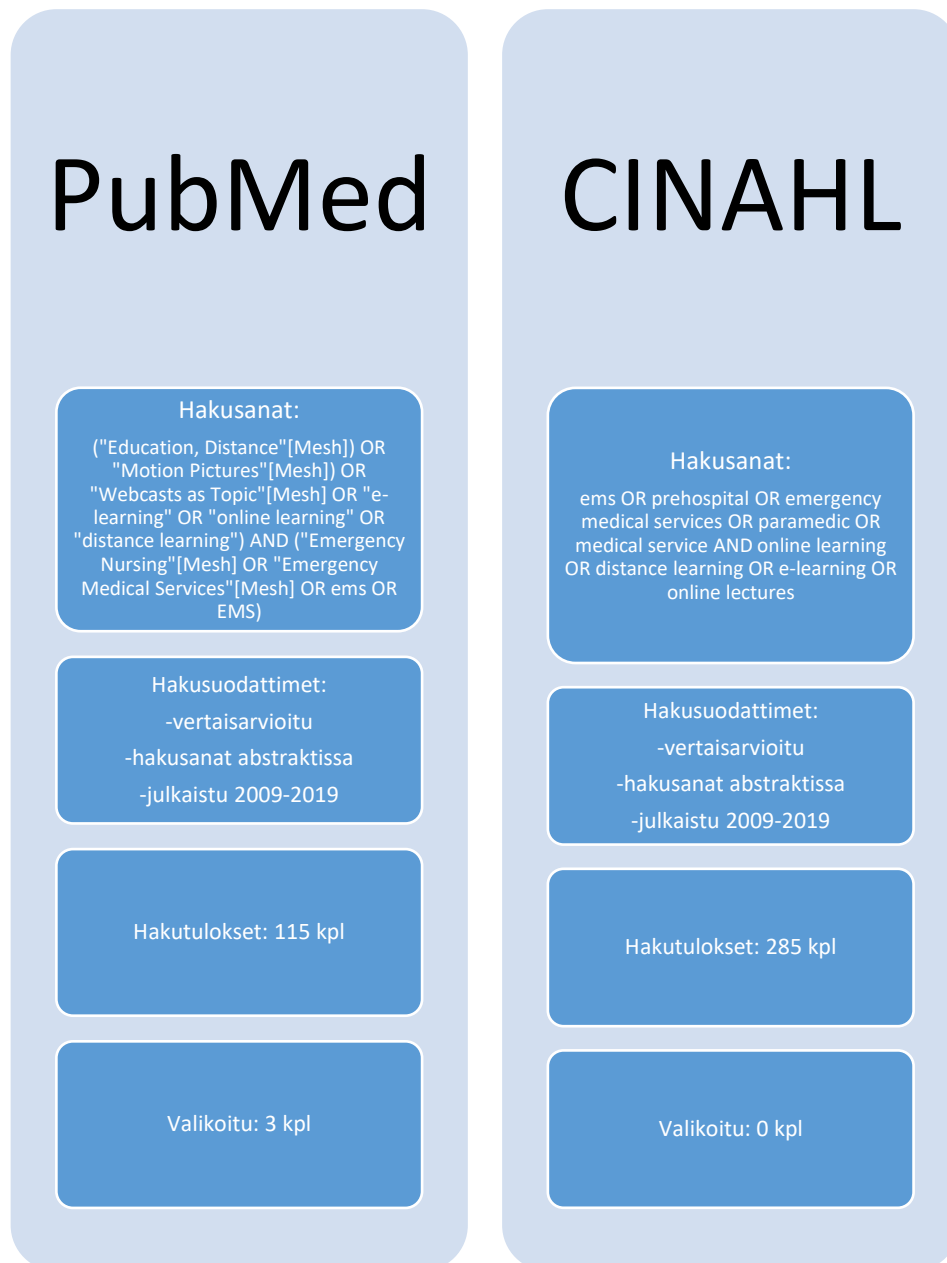 PubMed
Hakusanat:
("Education, Distance"[Mesh]) OR
"Motion Pictures"[Mesh]) OR
"Webcasts as Topic"[Mesh] OR "e-
learning" OR "online learning" OR
"distance learning") AND ("Emergency
Nursing"[Mesh] OR "Emergency
Medical Services"[Mesh] OR ems OR
EMS)
Hakusuodattimet:
-vertaisarvioitu
-hakusanat abstraktissa
-julkaistu 2009-2019
Hakutulokset: 115 kpl
Valikoitu: 3 kpl
CINAHL
Hakusanat:
ems OR prehospital OR emergency
medical services OR paramedic OR
medical service AND online learning
OR distance learning OR e-learning OR
online lectures
Hakusuodattimet:
-vertaisarvioitu
-hakusanat abstraktissa
-julkaistu 2009-2019
Hakutulokset: 285 kpl
Valikoitu: 0 kpl